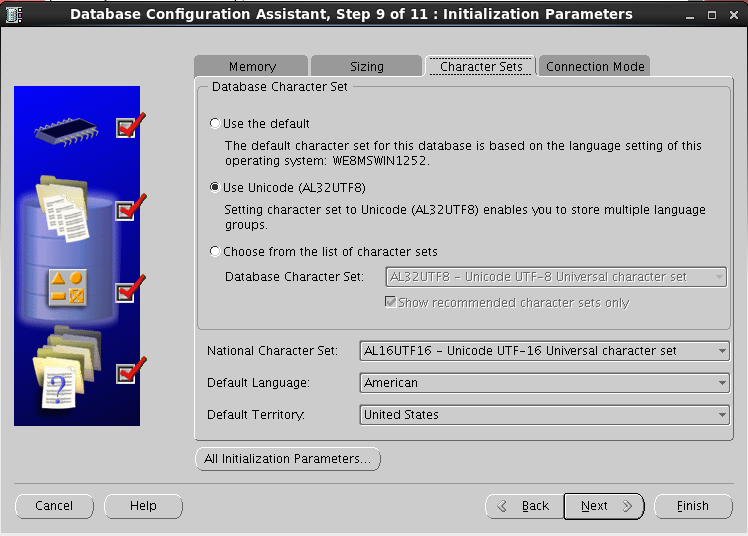 Database Configuration Assistant, Step 9 of 11 : Initialization Parameters
Memory
Sizing
Character Sets
Connection Mode
Database Character Set
Use the default
The default character set for this database is based on the language setting of this
operating system: WE8MSWIN1252.
Use Unicode (AL32UTF8)
Setting character set to Unicode (AL32UTF8) enables you to store multiple language
groups.
Choose from the list of character sets
Database Character Set: AL32UTF8 - Unicode UTF-8 Universal character set
Show recommended character sets only
National Character Set: AL16UTF16 - Unicode UTF-16 Universal character set
Default Language: American
Default Territory: United States
?
All Initialization Parameters...
Cancel
Help
Back
Next
Finish